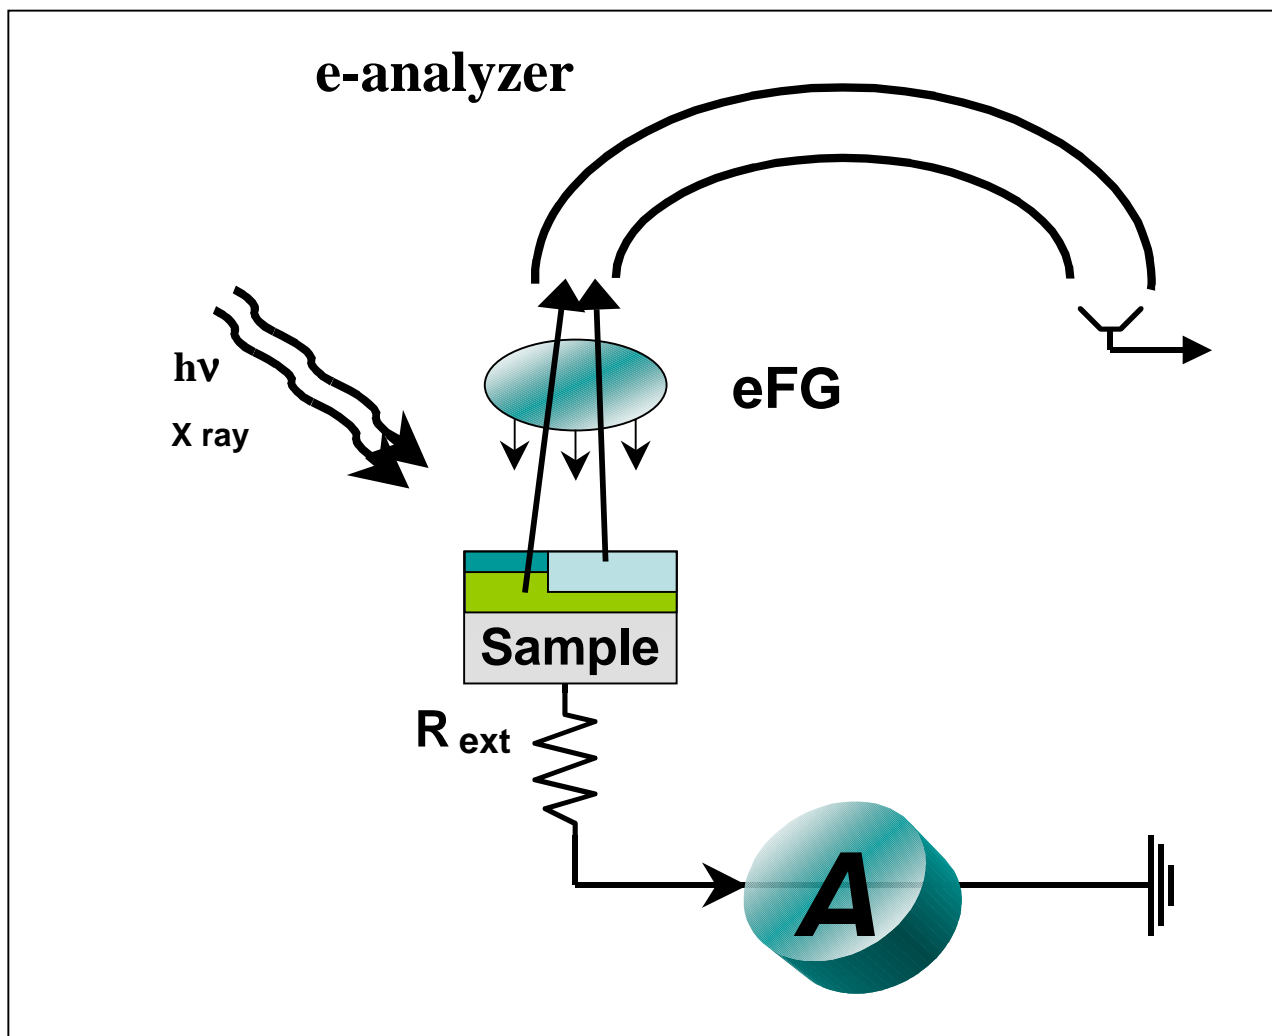 e-analyzer
hν
X ray
eFG
Sample
R ext
A